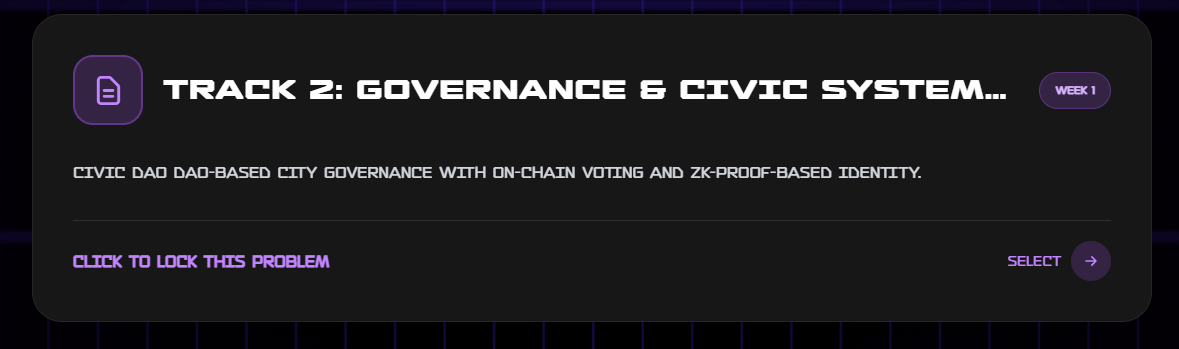 TRACK 2: GOVERNANCE & CIVIC SYSTEM...
WEEK 1
CIVIC DAO DAO-BASED CITY GOVERNANCE WITH ON-CHAIN VOTING AND ZK-PROOF-BASED IDENTITY.
CLICK TO LOCK THIS PROBLEM
SELECT